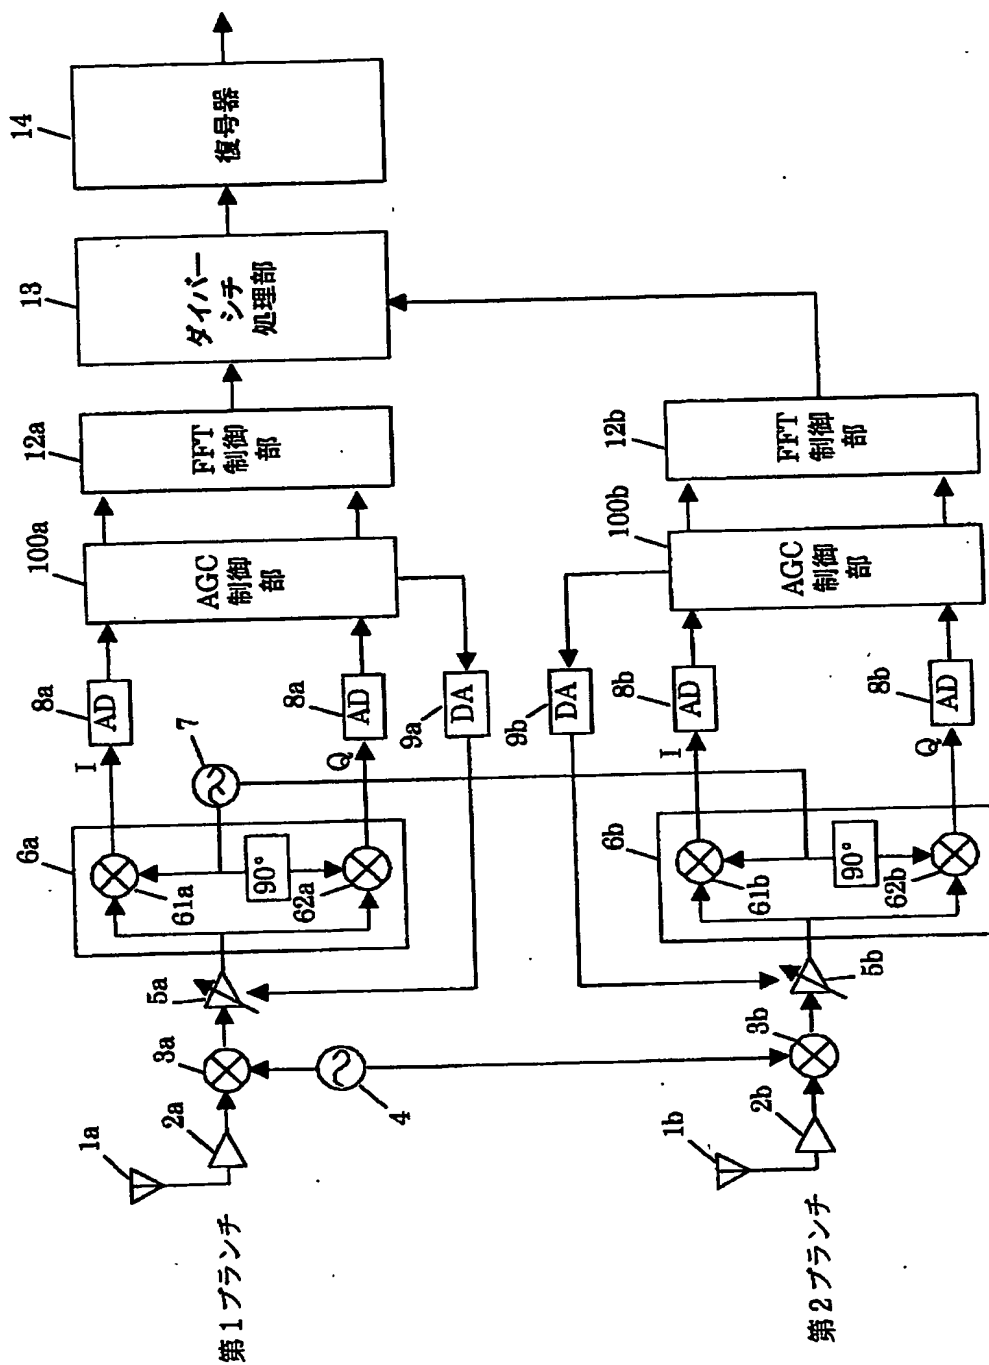 第1ブランチ
1a
2a
3a
4
5a
6a
61a
62a
90°
7
I
Q
8a
AD
8a
AD
9a
DA
100a
AGC
制御
部
12a
FFT
制御
部
13
ダイバー
シチ
処理部
14
復号器
第2ブランチ
1b
2b
3b
5b
6b
61b
62b
90°
I
Q
8b
AD
8b
AD
9b
DA
100b
AGC
制御
部
12b
FFT
制御
部